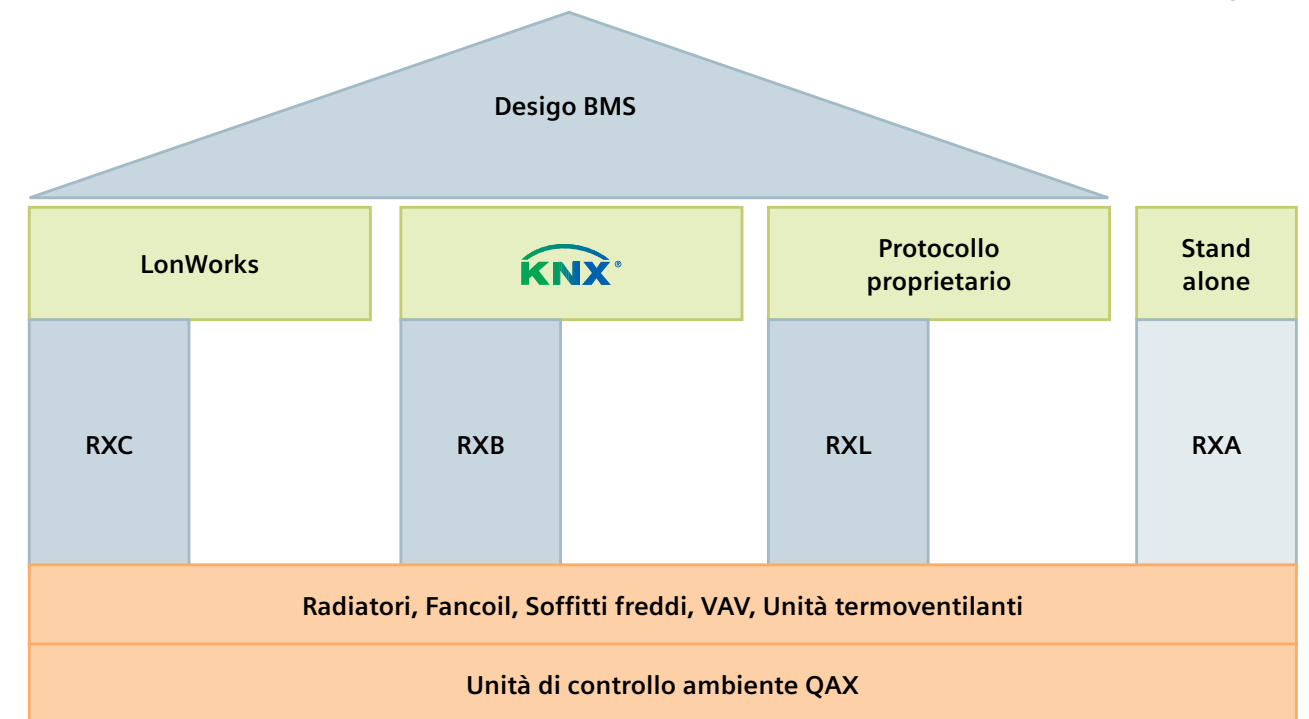 Desigo BMS
LonWorks
KNX®
Protocollo
proprietario
Stand
alone
RXC
RXB
RXL
RXA
Radiatori, Fancoil, Soffitti freddi, VAV, Unità termoventilanti
Unità di controllo ambiente QAX